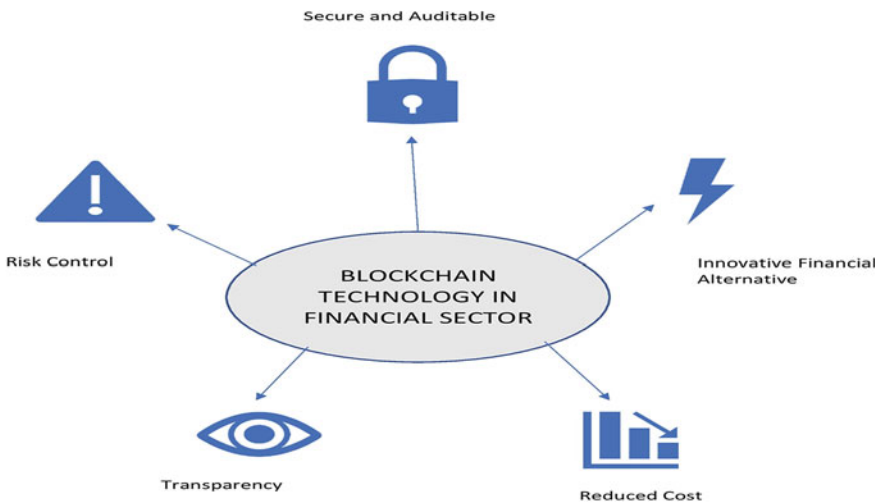 Secure and Auditable
Risk Control
Innovative Financial
Alternative
BLOCKCHAIN
TECHNOLOGY IN
FINANCIAL SECTOR
Transparency
Reduced Cost